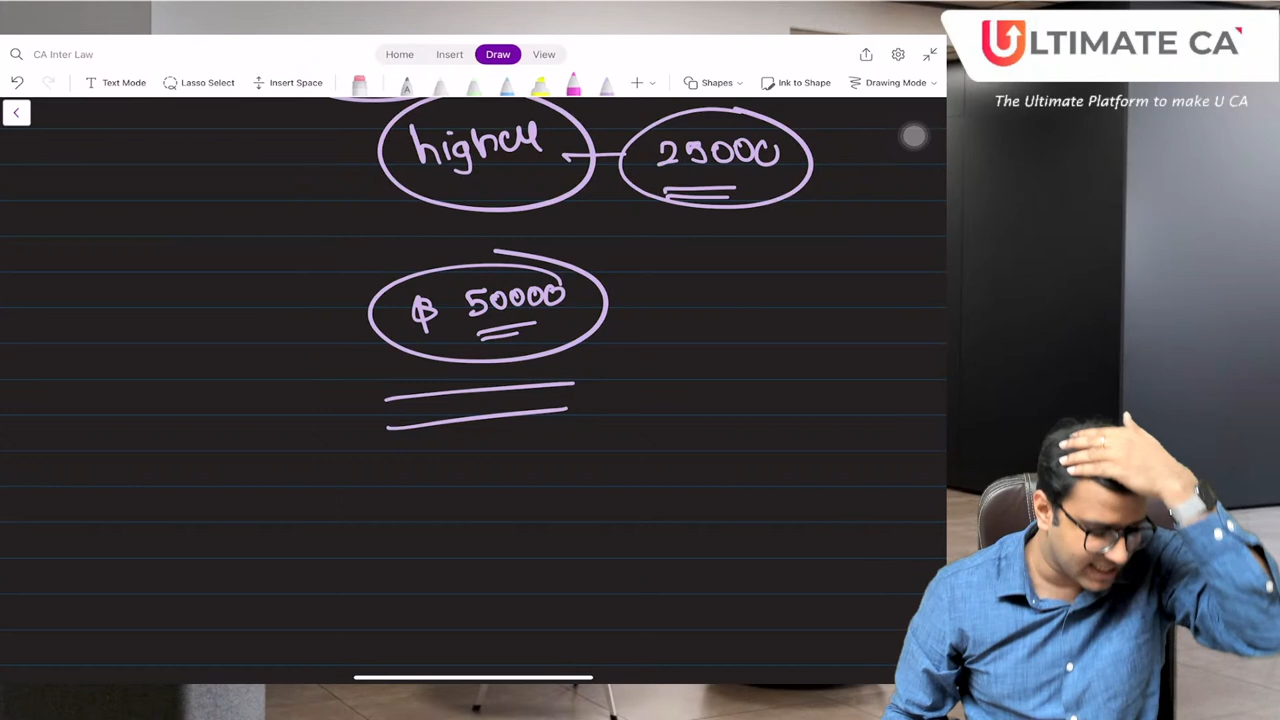 ULTIMATE CA
CA Inter Law
Home Insert Draw View
The Ultimate Platform to make U CA
Text Mode Lasso Select Insert Space Shapes Ink to Shape Drawing Mode
higher 25000
$ 50000